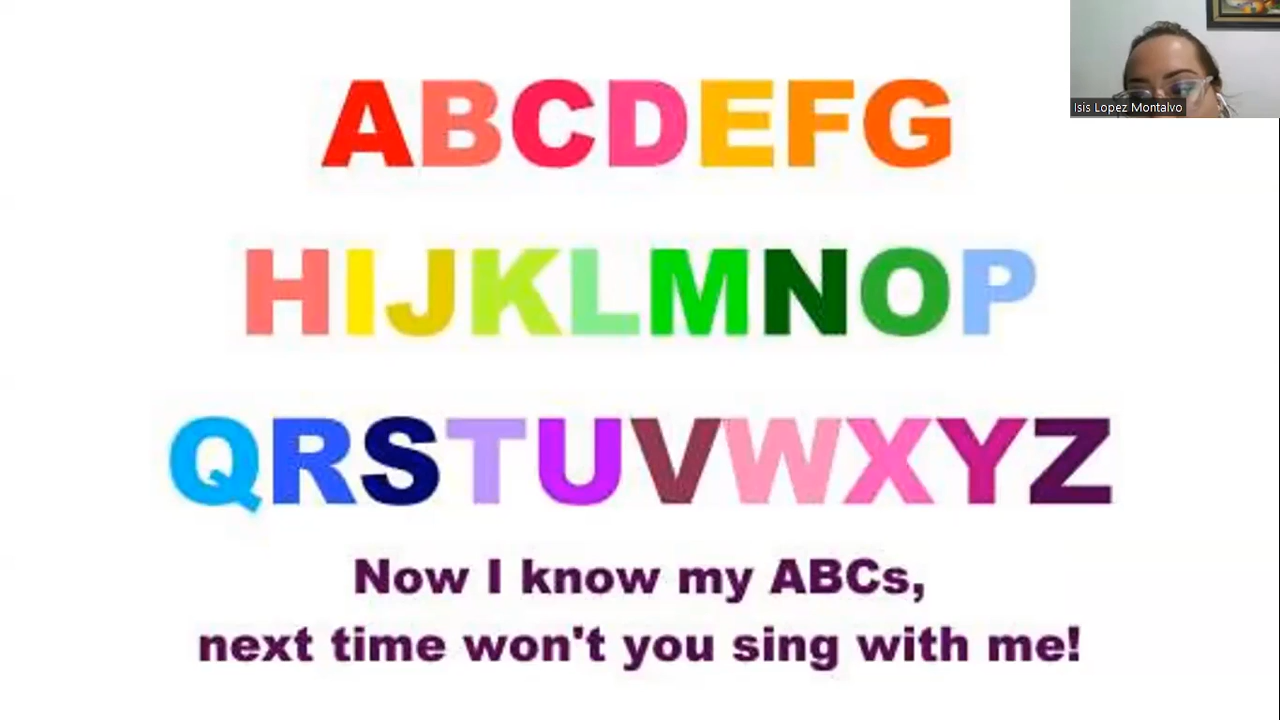 Isis Lopez Montalvo
ABCDEFG
HIJKLMNOP
QRSTUVWXYZ
Now I know my ABCs,
next time won't you sing with me!